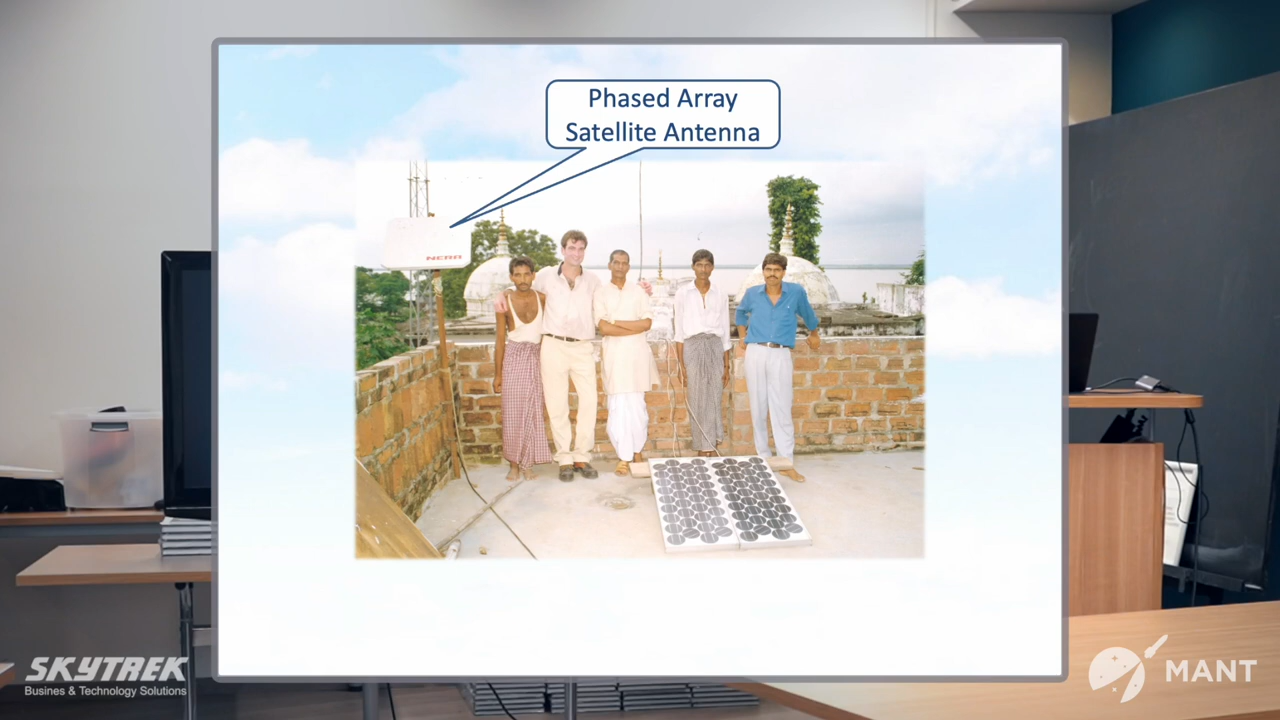 Phased Array
Satellite Antenna
NERA
SKYTREK
Busines & Technology Solutions
MANT